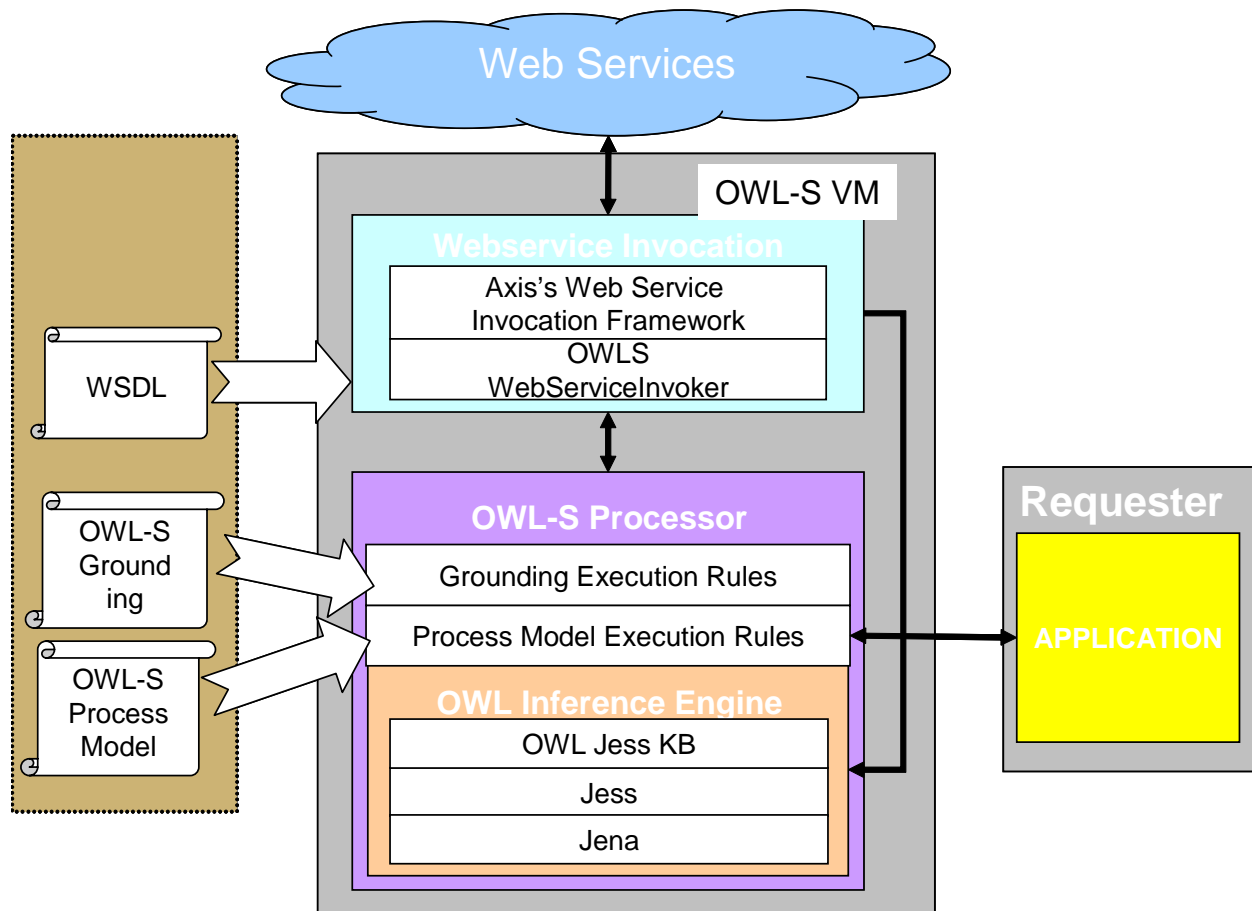 Web Services
OWL-S VM
Webservice Invocation
Axis's Web Service
Invocation Framework
OWLS
WebServiceInvoker
WSDL
OWL-S Processor
Grounding Execution Rules
Process Model Execution Rules
OWL-S
Ground
ing
OWL-S
Process
Model
OWL Inference Engine
OWL Jess KB
Jess
Jena
Requester
APPLICATION